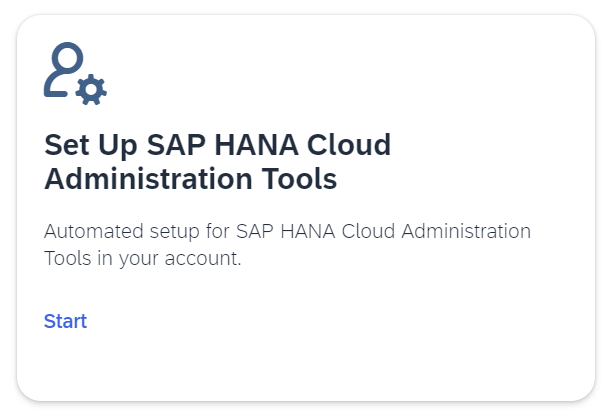 Set Up SAP HANA Cloud
Administration Tools
Automated setup for SAP HANA Cloud Administration
Tools in your account.
Start